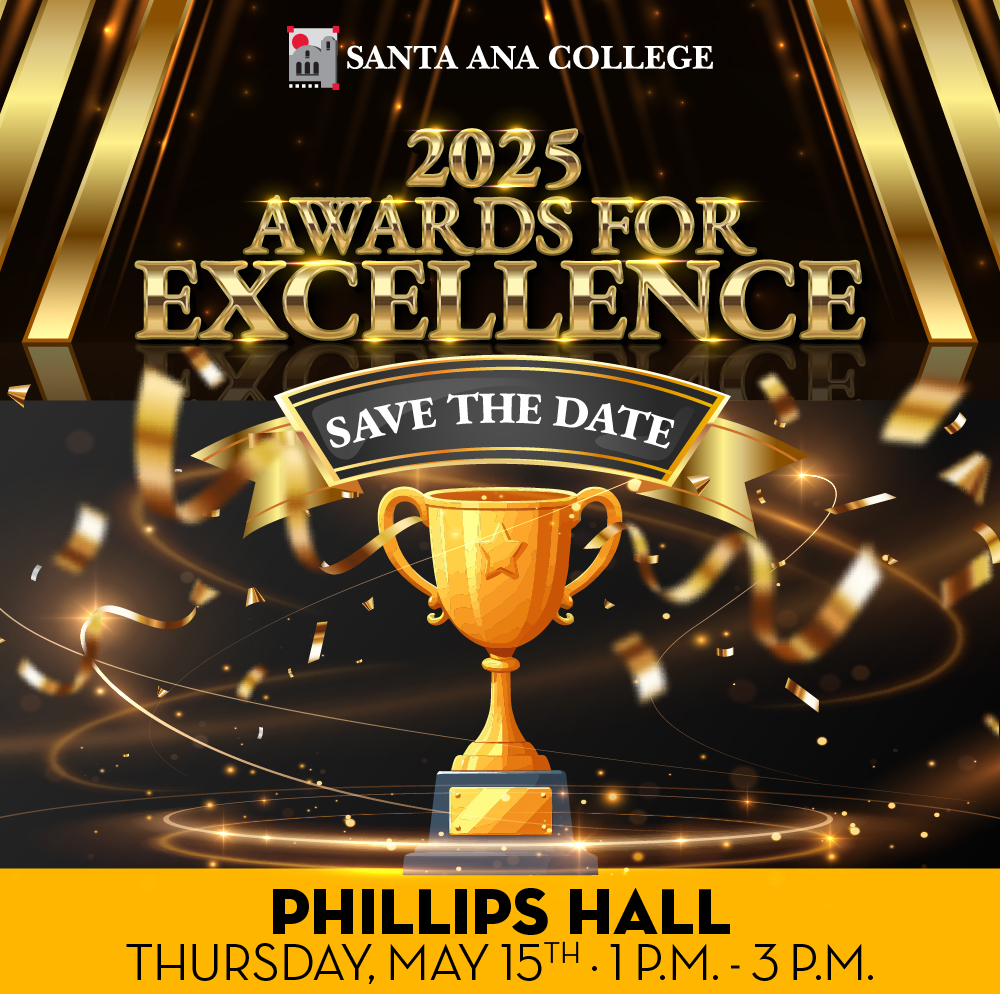 SANTA ANA COLLEGE
2025
AWARDS FOR
EXCELLENCE
SAVE THE DATE
PHILLIPS HALL
THURSDAY, MAY 15TH · 1 P.M. - 3 P.M.